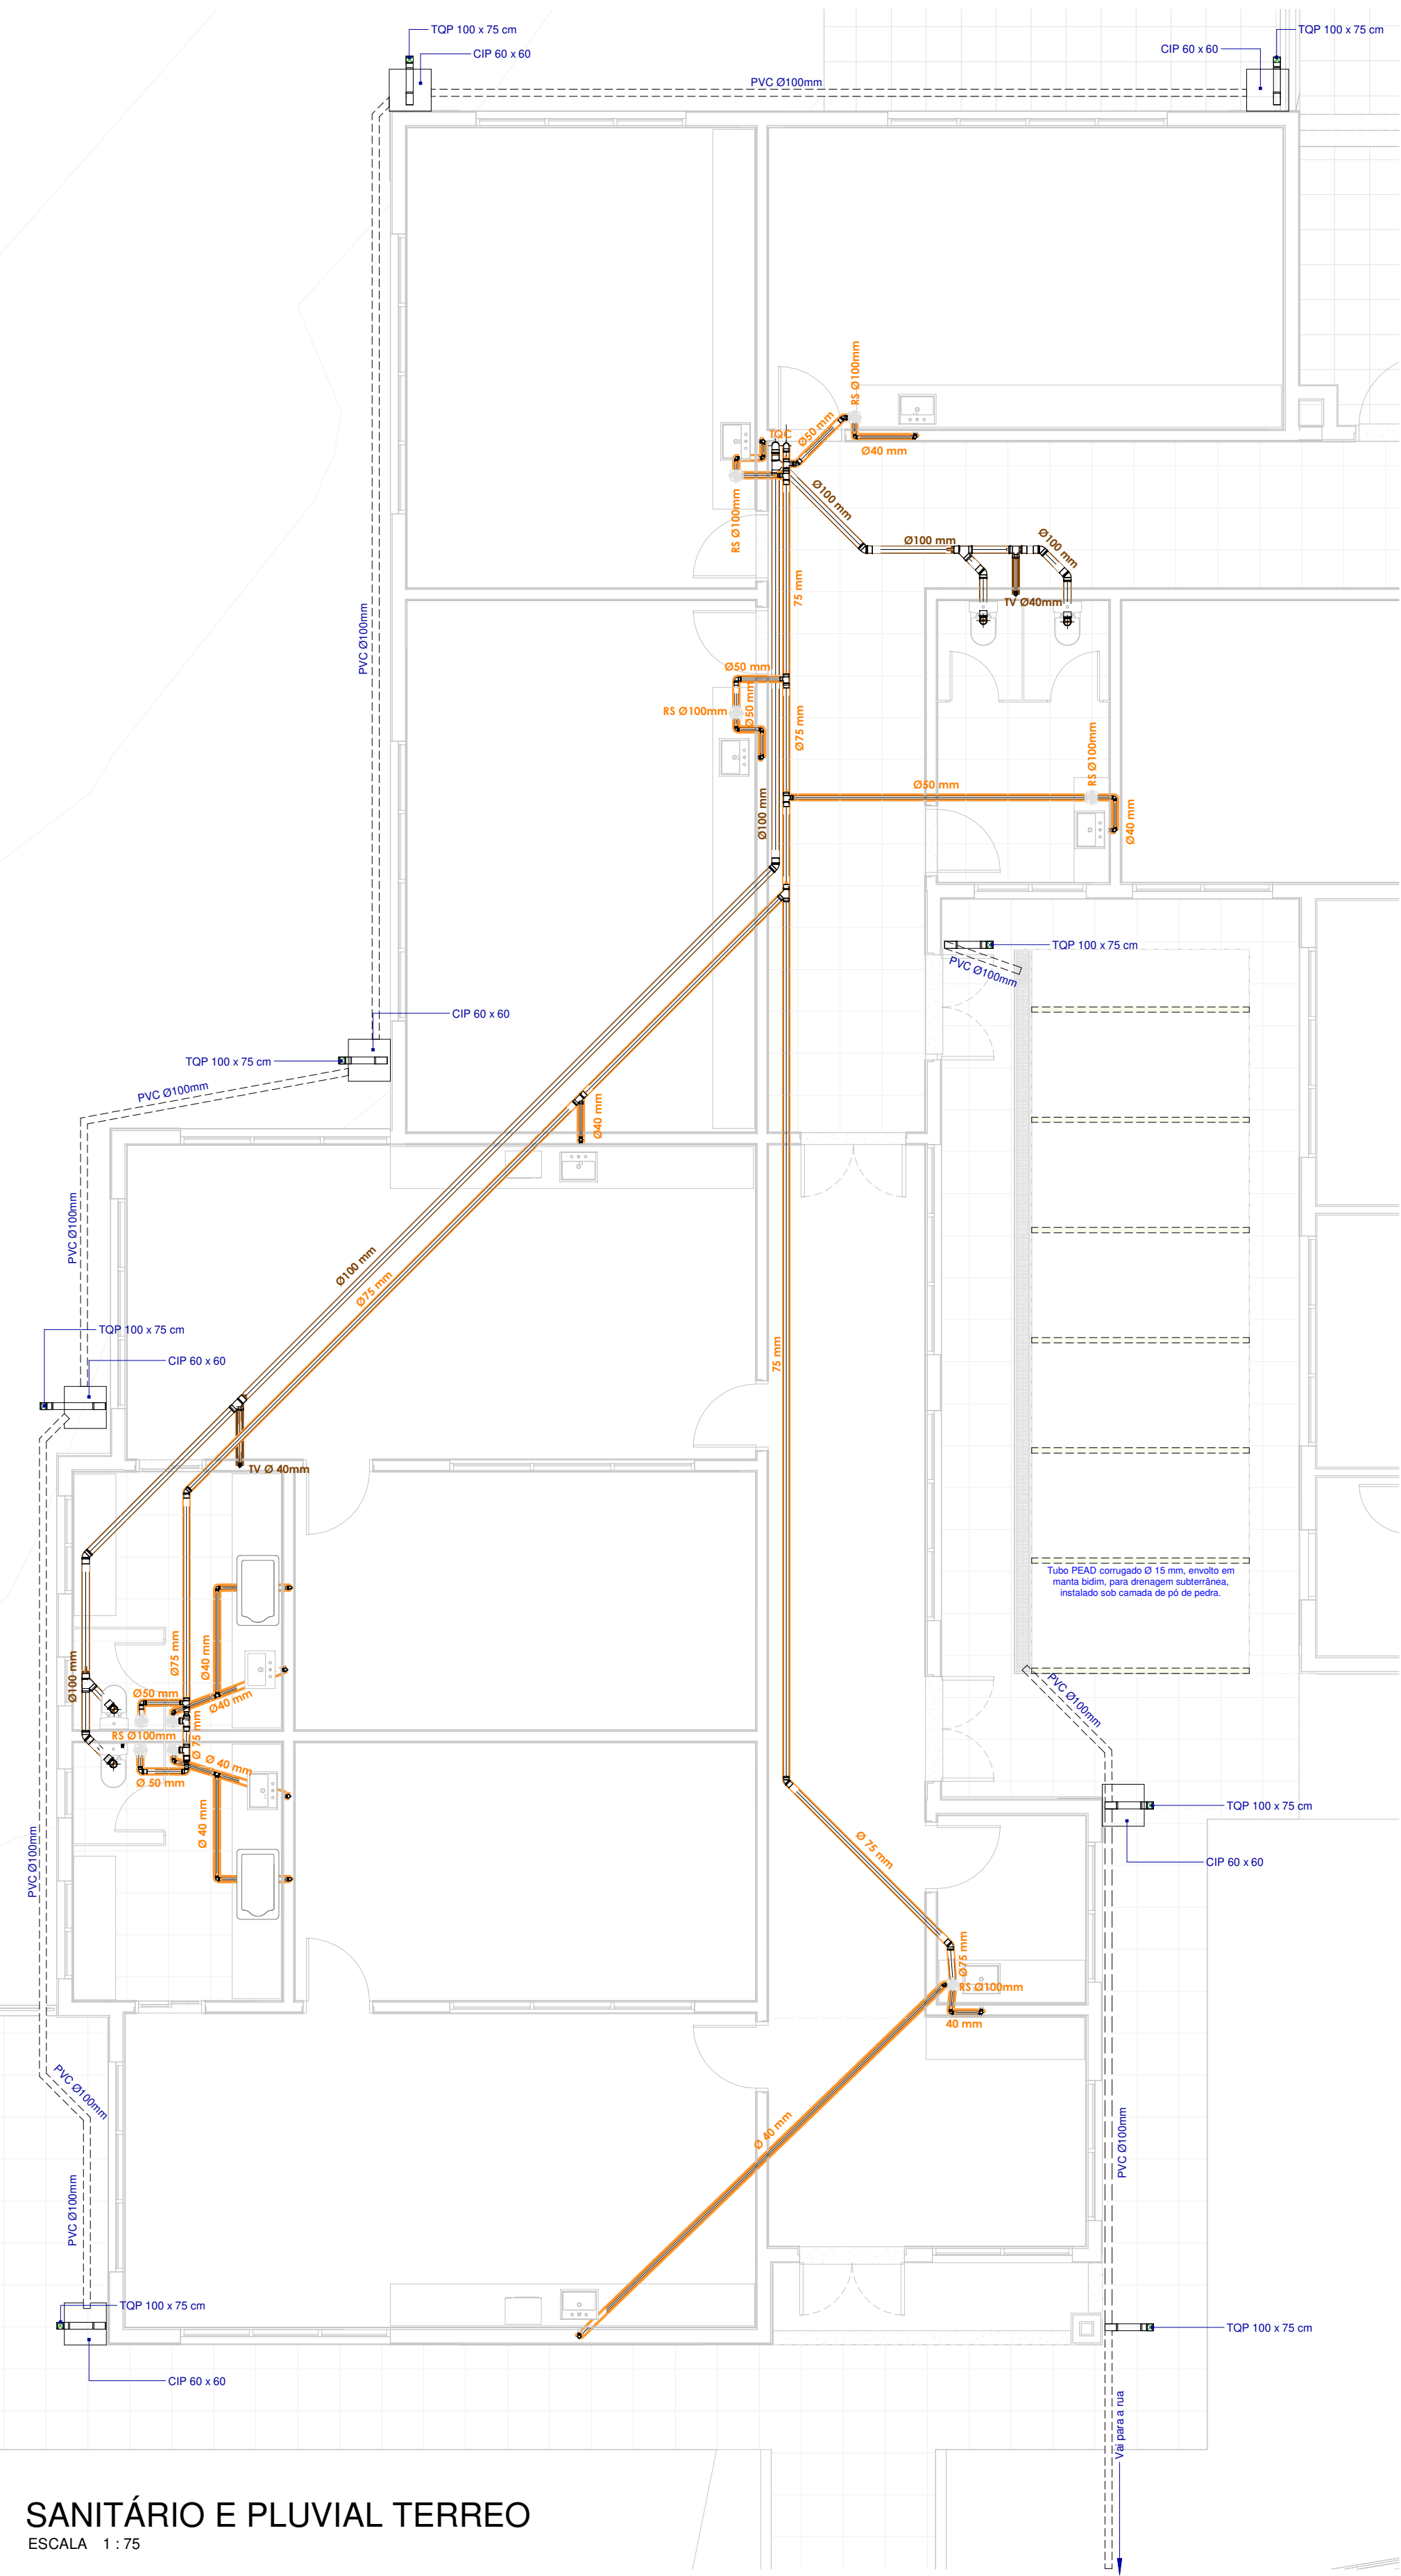 TQP 100 x 75 cm
TQP 100 x 75 cm
CIP 60 x 60
CIP 60 x 60
PVC Ø100mm
RS Ø100mm
Ø50 mm
TQC
Ø40 mm
RS Ø100mm
Ø100 mm
Ø100 mm
Ø100 mm
75 mm
TV Ø40mm
PVC Ø100mm
Ø50 mm
Ø50 mm
RS Ø100mm
Ø75 mm
RS Ø100mm
Ø50 mm
Ø100 mm
Ø40 mm
TQP 100 x 75 cm
PVC Ø100mm
CIP 60 x 60
TQP 100 x 75 cm
PVC Ø100mm
Ø40 mm
PVC Ø100mm
Ø100 mm
Ø75 mm
TQP 100 x 75 cm
CIP 60 x 60
75 mm
TV Ø 40mm
Tubo PEAD corrugado Ø 15 mm, envolto em
manta bidim, para drenagem subterrânea,
instalado sob camada de pó de pedra.
Ø100 mm
Ø75 mm
Ø40 mm
Ø50 mm
Ø40 mm
PVC Ø100mm
RS Ø100mm
Ø 75 mm
Ø 40 mm
Ø 50 mm
Ø 40 mm
TQP 100 x 75 cm
CIP 60 x 60
PVC Ø100mm
Ø 75 mm
Ø75 mm
RS Ø100mm
40 mm
PVC Ø100mm
Ø 40 mm
PVC Ø100mm
PVC Ø100mm
TQP 100 x 75 cm
TQP 100 x 75 cm
CIP 60 x 60
Vai para a rua
SANITÁRIO E PLUVIAL TERREO
ESCALA 1 : 75